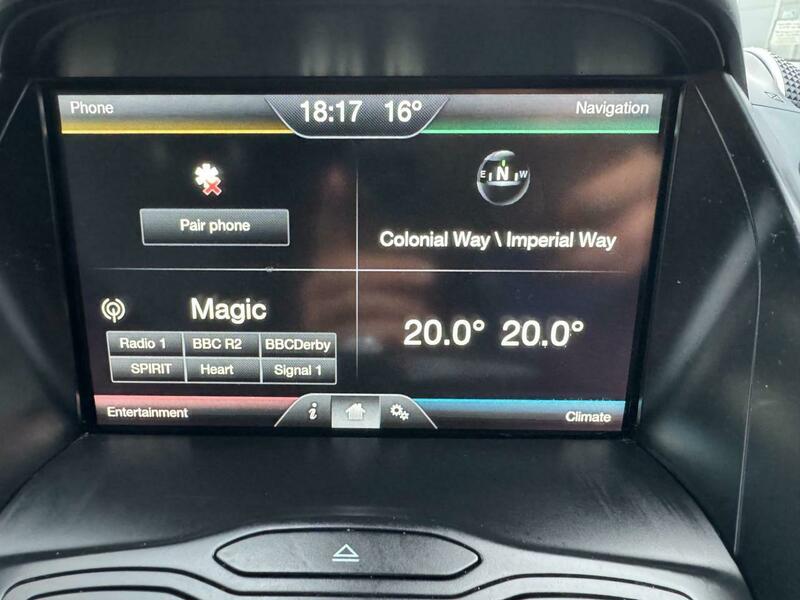 Phone
18:17 16°
Navigation
Pair phone
E N W
Colonial Way \ Imperial Way
Magic
Radio 1 BBC R2 BBCDerby
SPIRIT Heart Signal 1
20.0° 20.0°
Entertainment
i
Climate